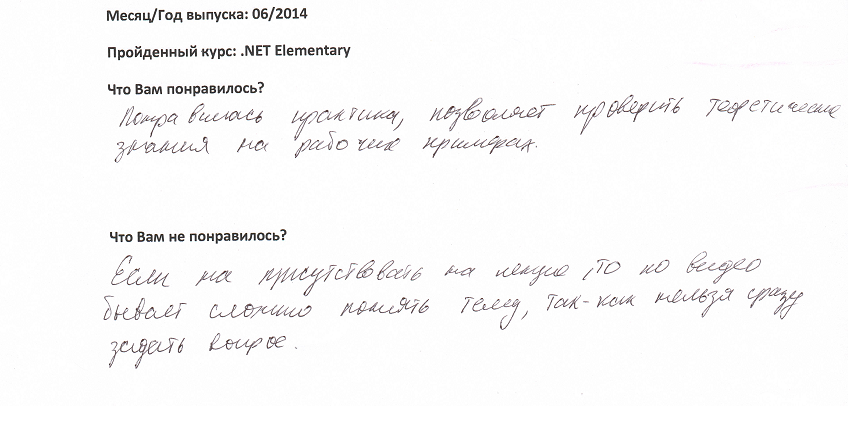 Месяц/Год выпуска: 06/2014
Пройденный курс: .NET Elementary
Что Вам понравилось?
Понравилась практика, позволяет проверить теоретические
знания на рабочих примерах.
Что Вам не понравилось?
Если не присутствовать на лекции, то по видео
бывает сложно понять тему, так-как нельзя сразу
задать вопрос.